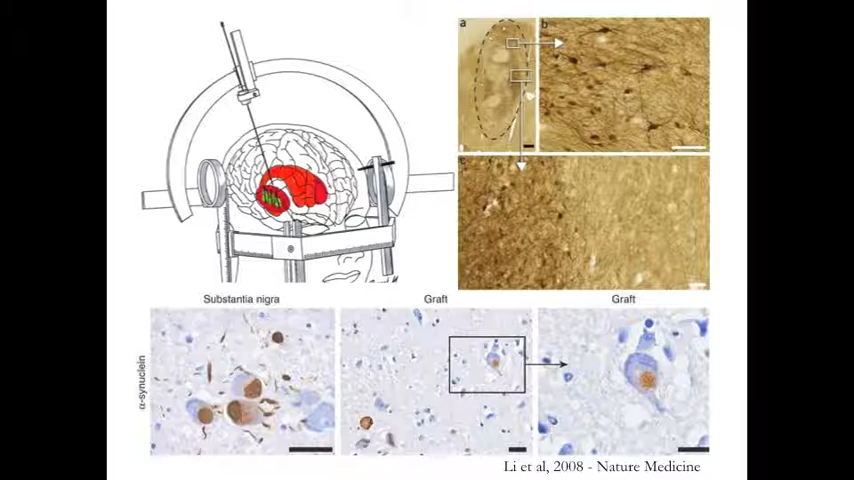 a
b
c
Substantia nigra
Graft
Graft
α-synuclein
Li et al, 2008 - Nature Medicine